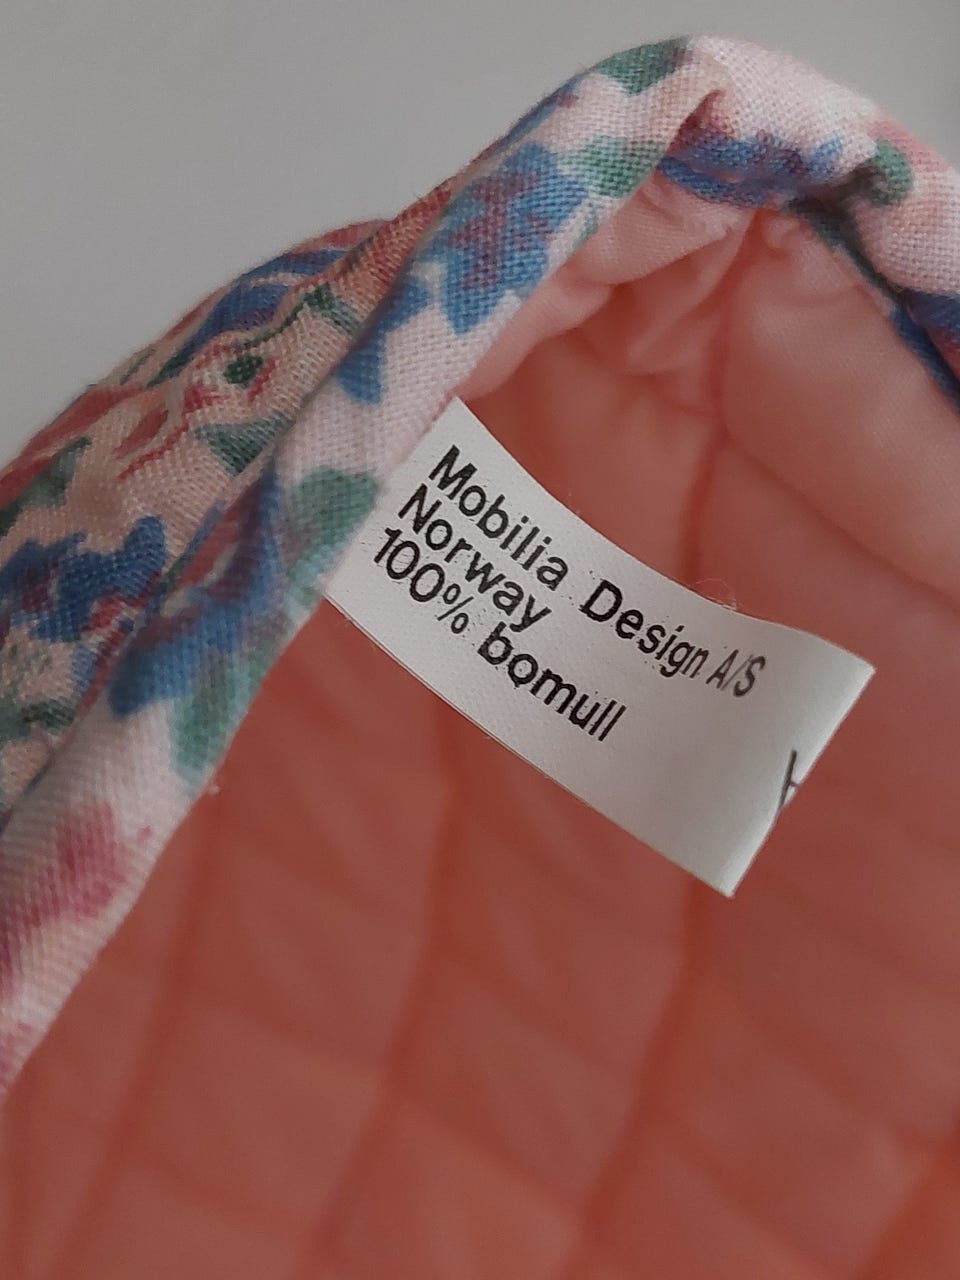 Mobilia Design A/S
Norway
100% bomull